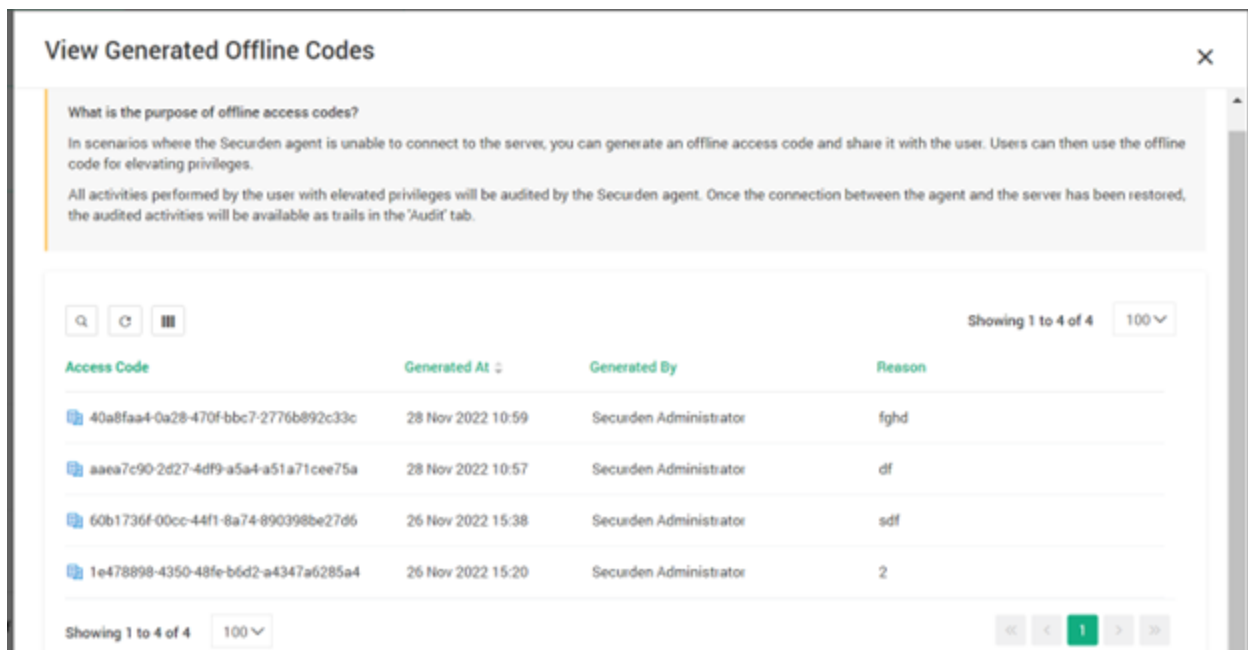 View Generated Offline Codes
What is the purpose of offline access codes?
In scenarios where the Securden agent is unable to connect to the server, you can generate an offline access code and share it with the user. Users can then use the offline
code for elevating privileges.
All activities performed by the user with elevated privileges will be audited by the Securden agent. Once the connection between the agent and the server has been restored,
the audited activities will be available as trails in the 'Audit' tab.
Showing 1 to 4 of 4 100
Access Code Generated At Generated By Reason
40a8faa4-0a28-470f-bbc7-2776b892c33c 28 Nov 2022 10:59 Securden Administrator fghd
aaea7c90-2d27-4df9-a5a4-a51a71cee75a 28 Nov 2022 10:57 Securden Administrator df
60b1736f-00cc-44f1-8a74-890398be27d6 26 Nov 2022 15:38 Securden Administrator sdf
1e478898-4350-48fe-b6d2-a4347a6285a4 26 Nov 2022 15:20 Securden Administrator 2
Showing 1 to 4 of 4 100 « < 1 > »